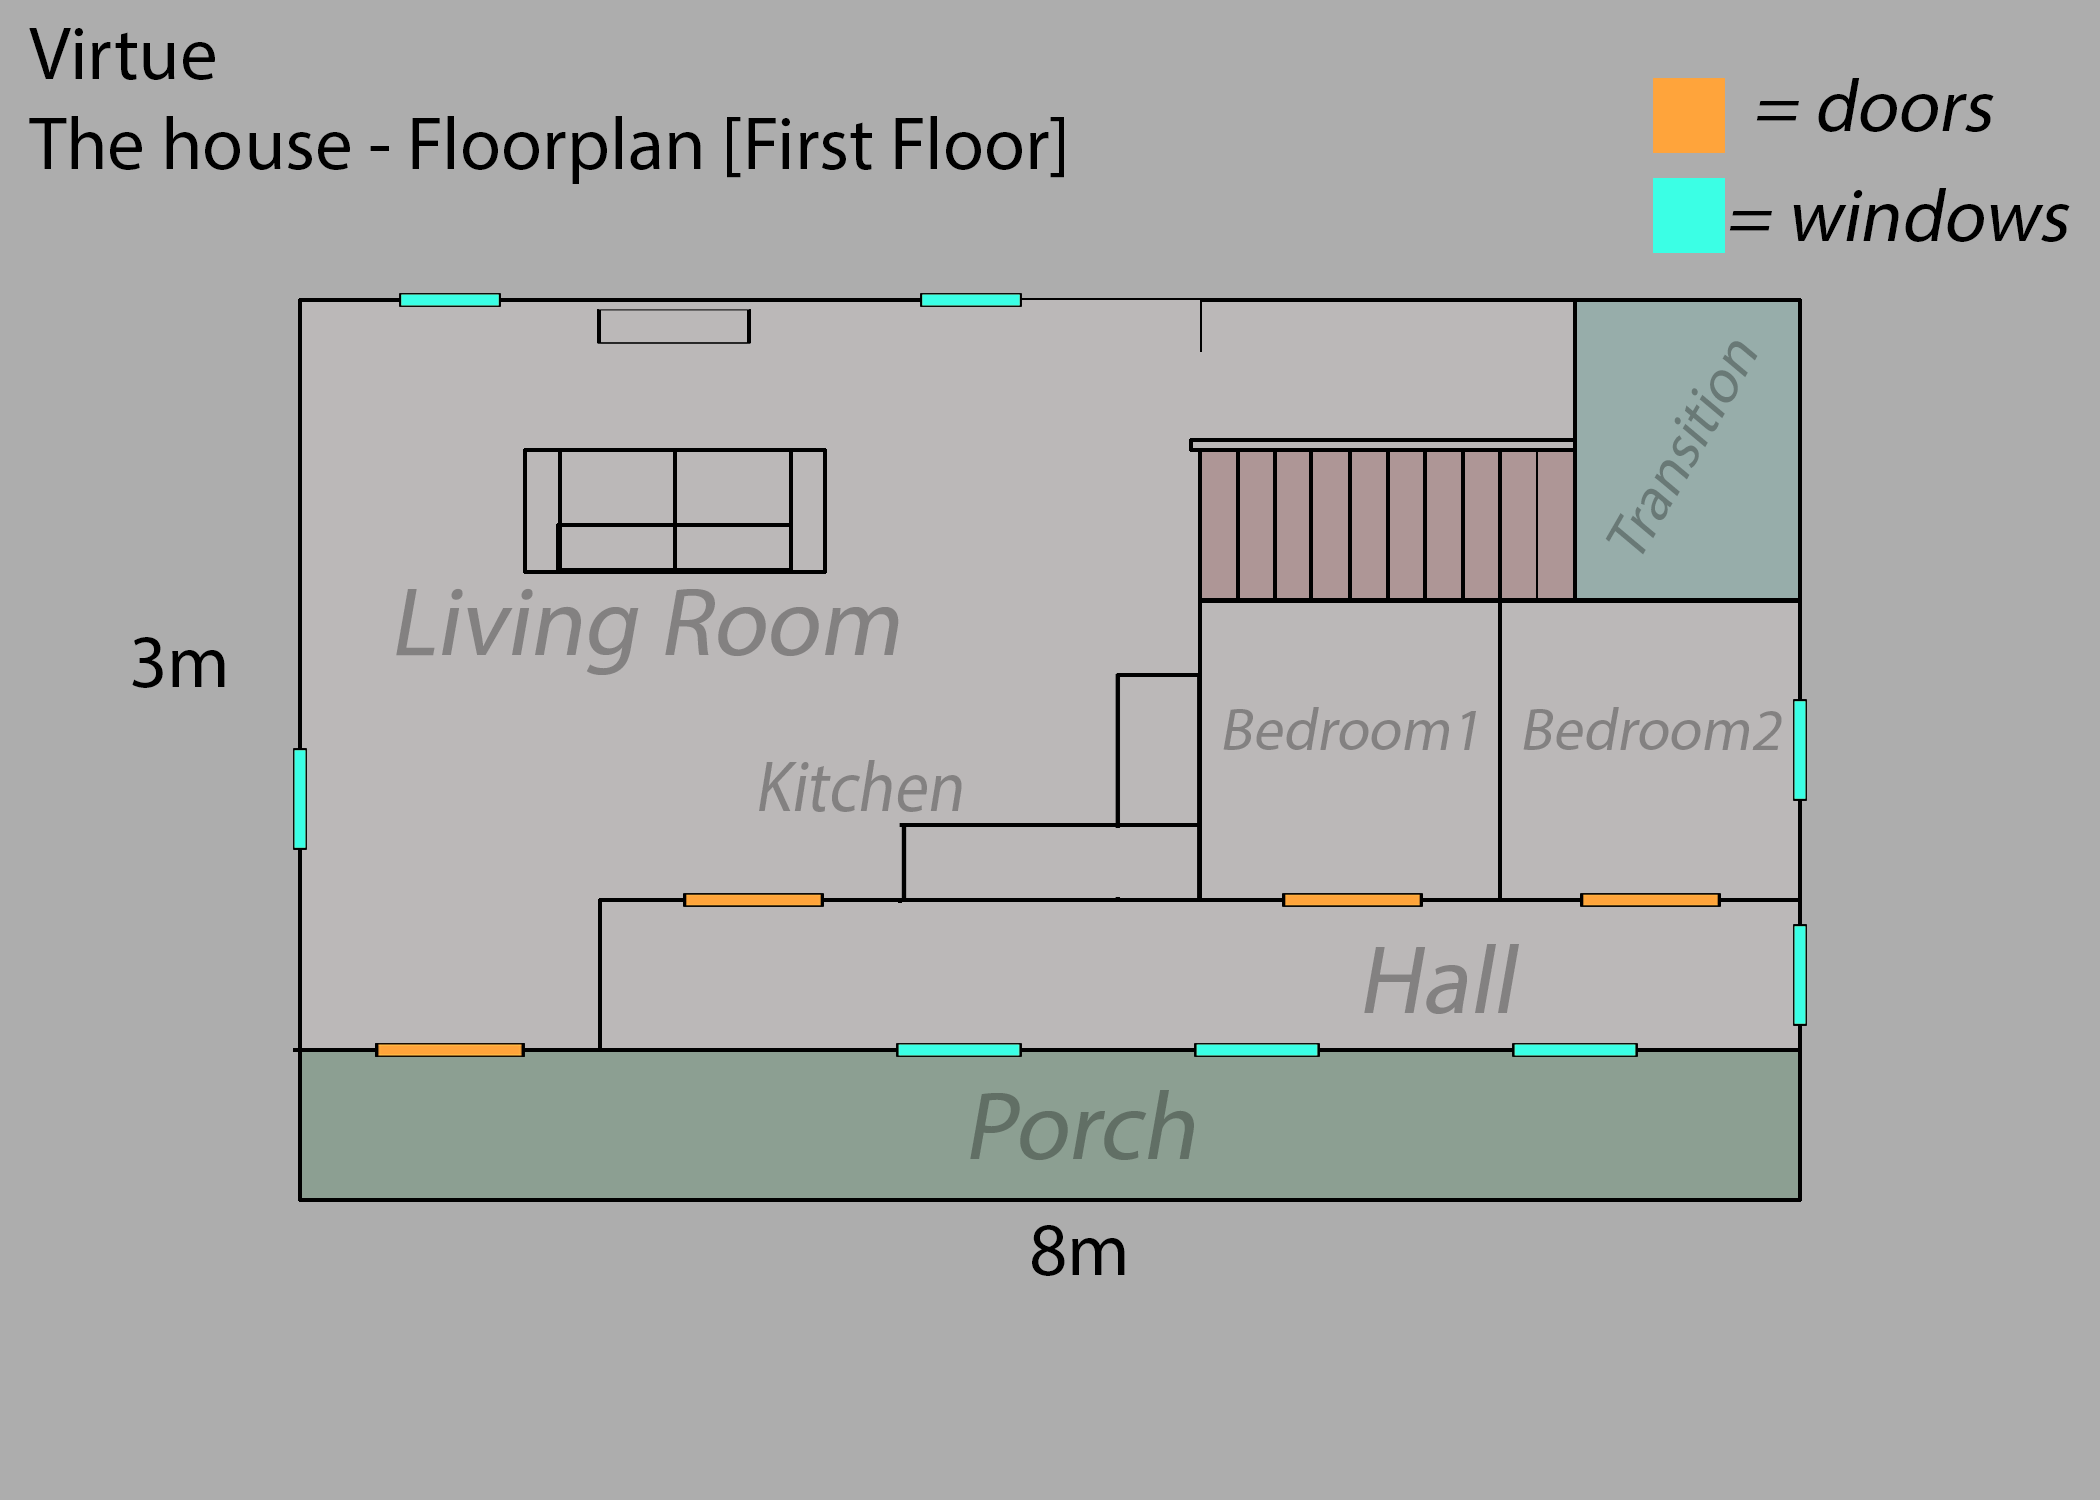 Virtue
The house - Floorplan [First Floor]
= doors
= windows
Transition
Living Room
3m
Bedroom1
Bedroom2
Kitchen
Hall
Porch
8m